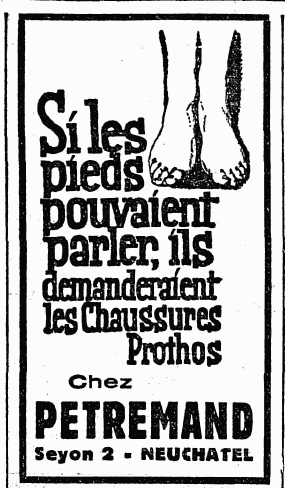 Si les
pieds
pouvaient
parler, ils
demanderaient
les Chaussures
Prothos
Chez
PETREMAND
Seyon 2 - NEUCHATEL